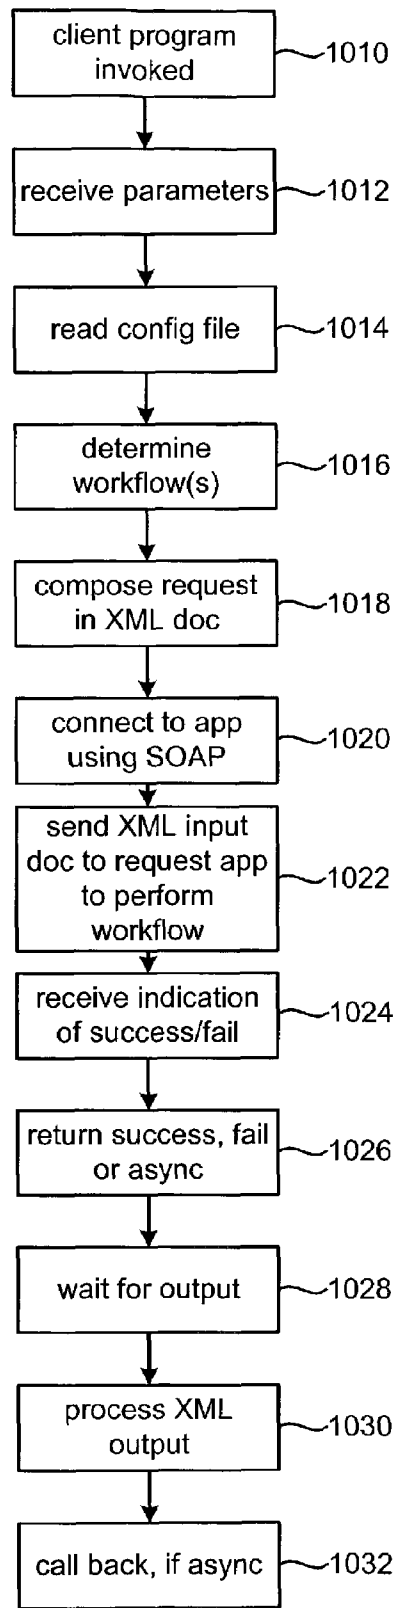 client program
invoked
1010
receive parameters
1012
read config file
1014
determine
workflow(s)
1016
compose request
in XML doc
1018
connect to app
using SOAP
1020
send XML input
doc to request app
to perform
workflow
1022
receive indication
of success/fail
1024
return success, fail
or async
1026
wait for output
1028
process XML
output
1030
call back, if async
1032